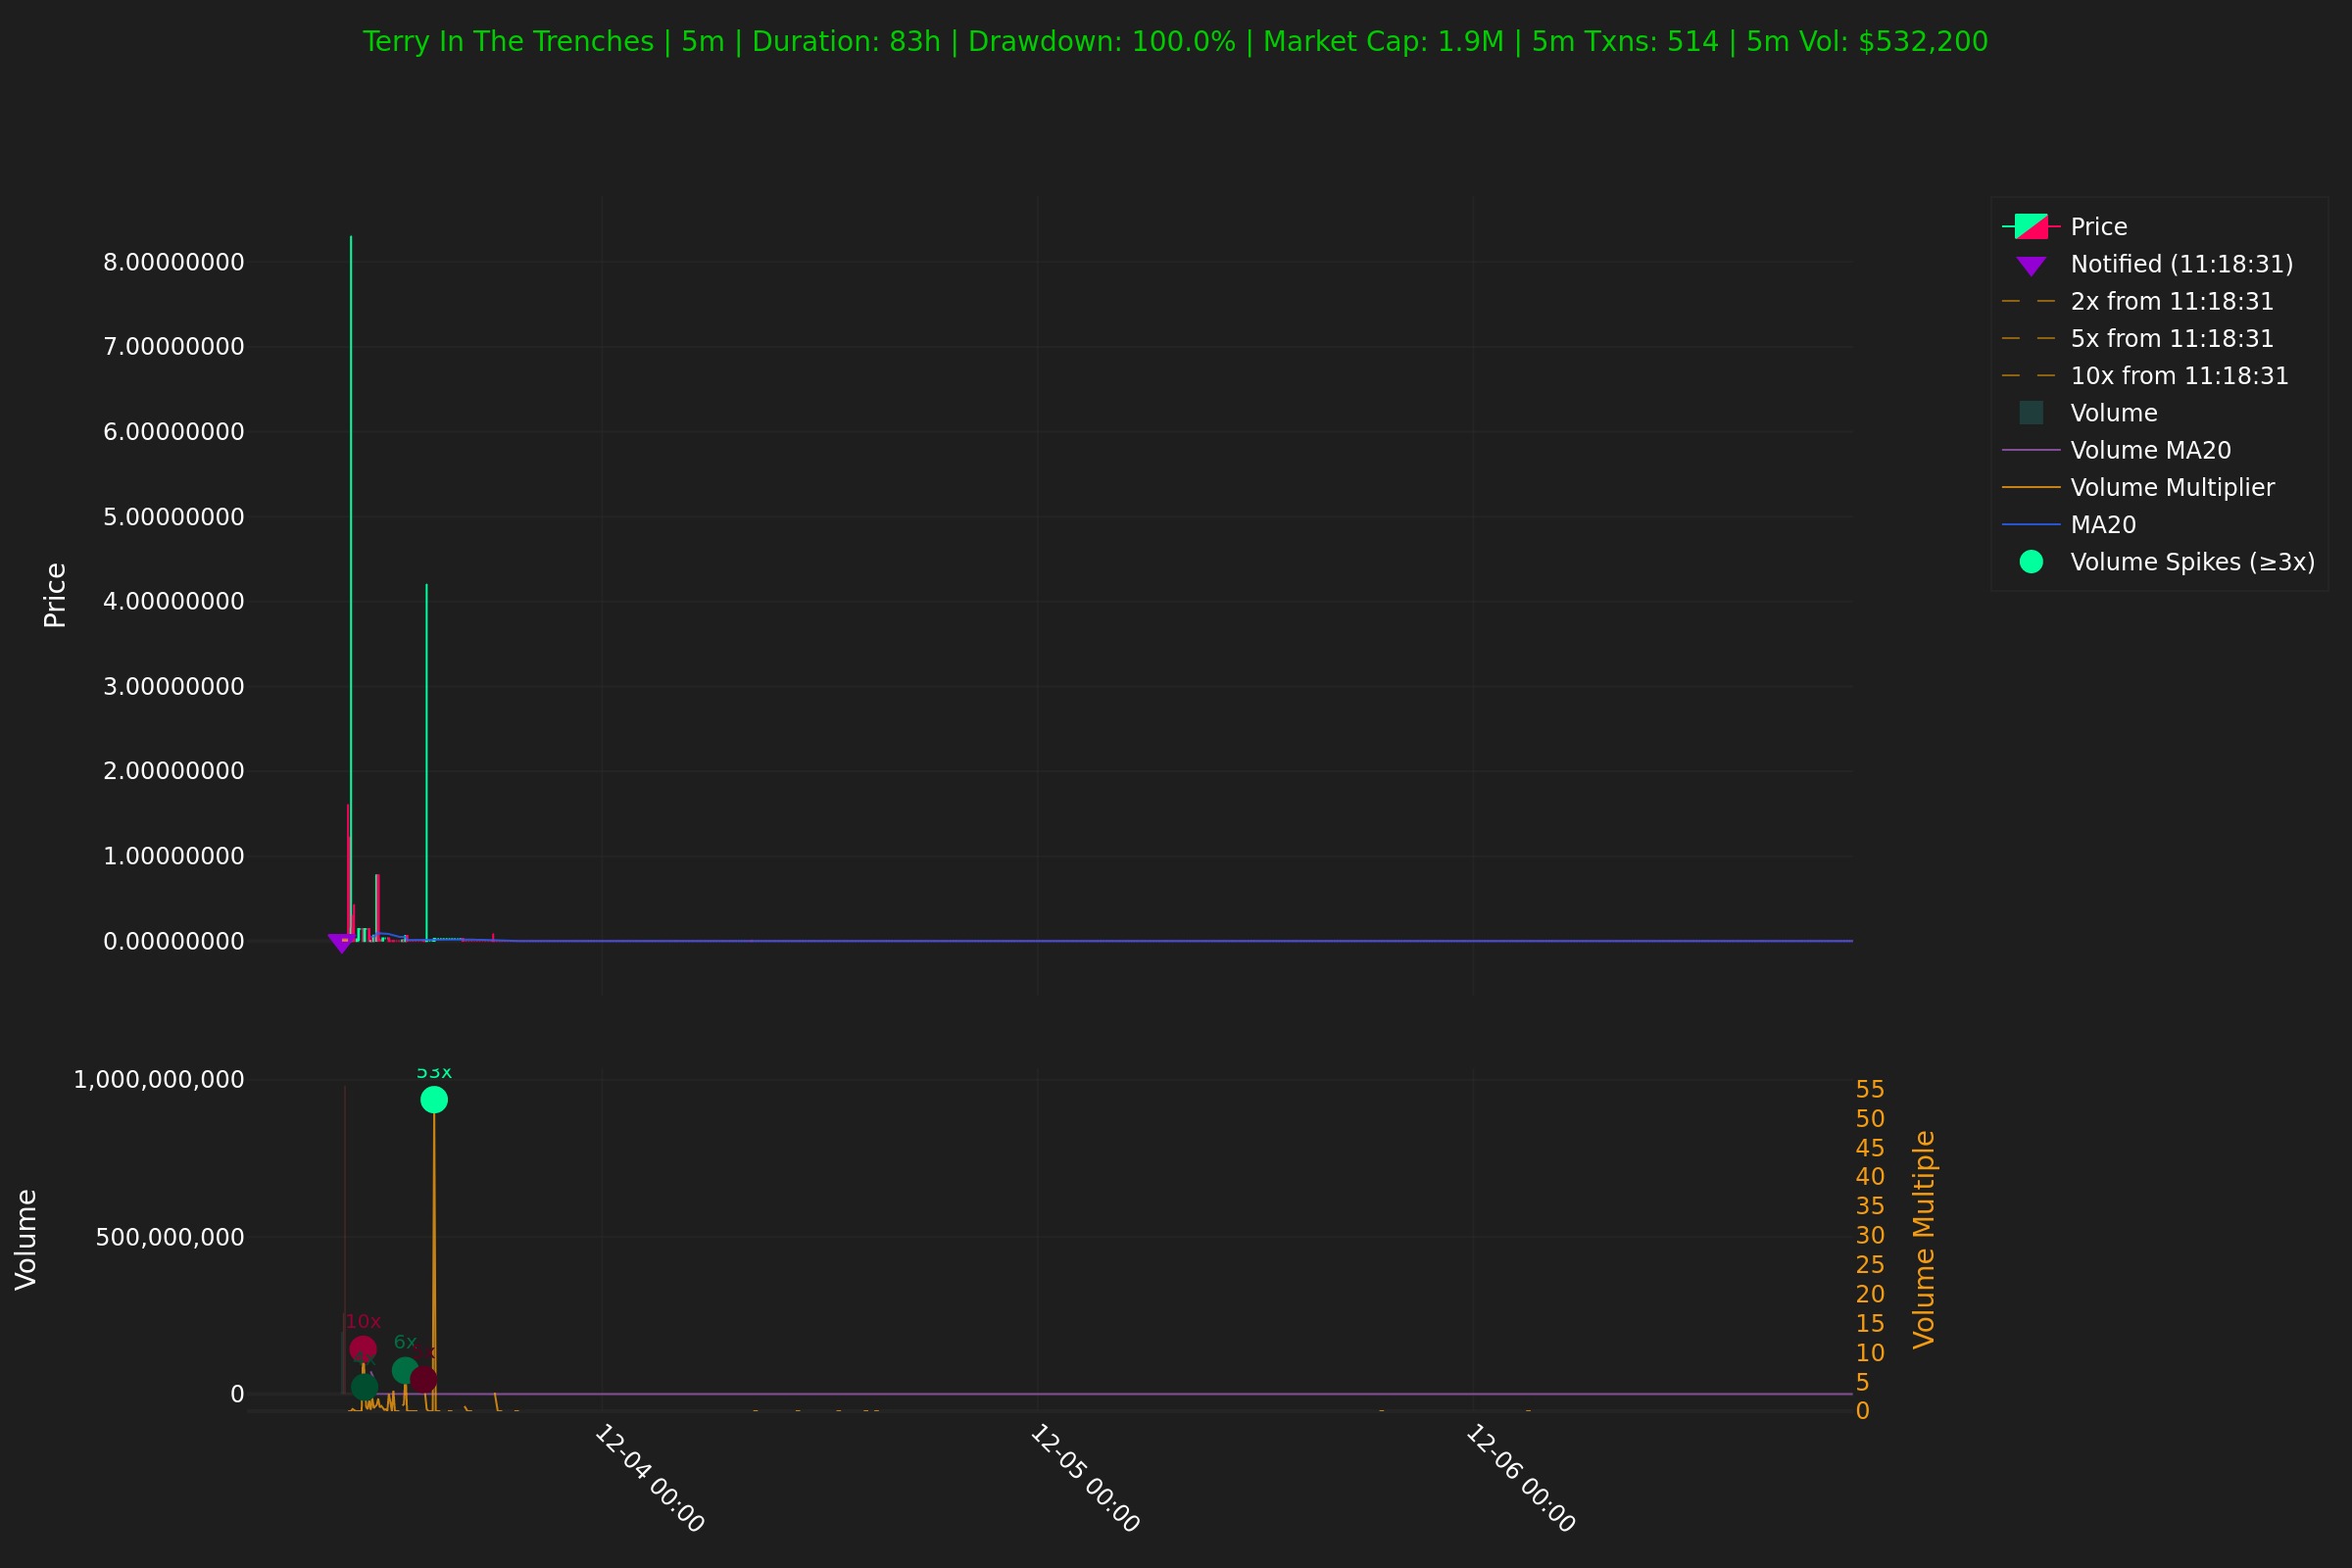 Terry In The Trenches | 5m | Duration: 83h | Drawdown: 100.0% | Market Cap: 1.9M | 5m Txns: 514 | 5m Vol: $532,200
Price
8.00000000
7.00000000
6.00000000
5.00000000
4.00000000
3.00000000
2.00000000
1.00000000
0.00000000
Price
Notified (11:18:31)
2x from 11:18:31
5x from 11:18:31
10x from 11:18:31
Volume
Volume MA20
Volume Multiplier
MA20
Volume Spikes (≥3x)
Volume
1,000,000,000
500,000,000
0
53x
10x
6x
55
50
45
40
35
30
25
20
15
10
5
0
Volume Multiple
12-04 00:00
12-05 00:00
12-06 00:00